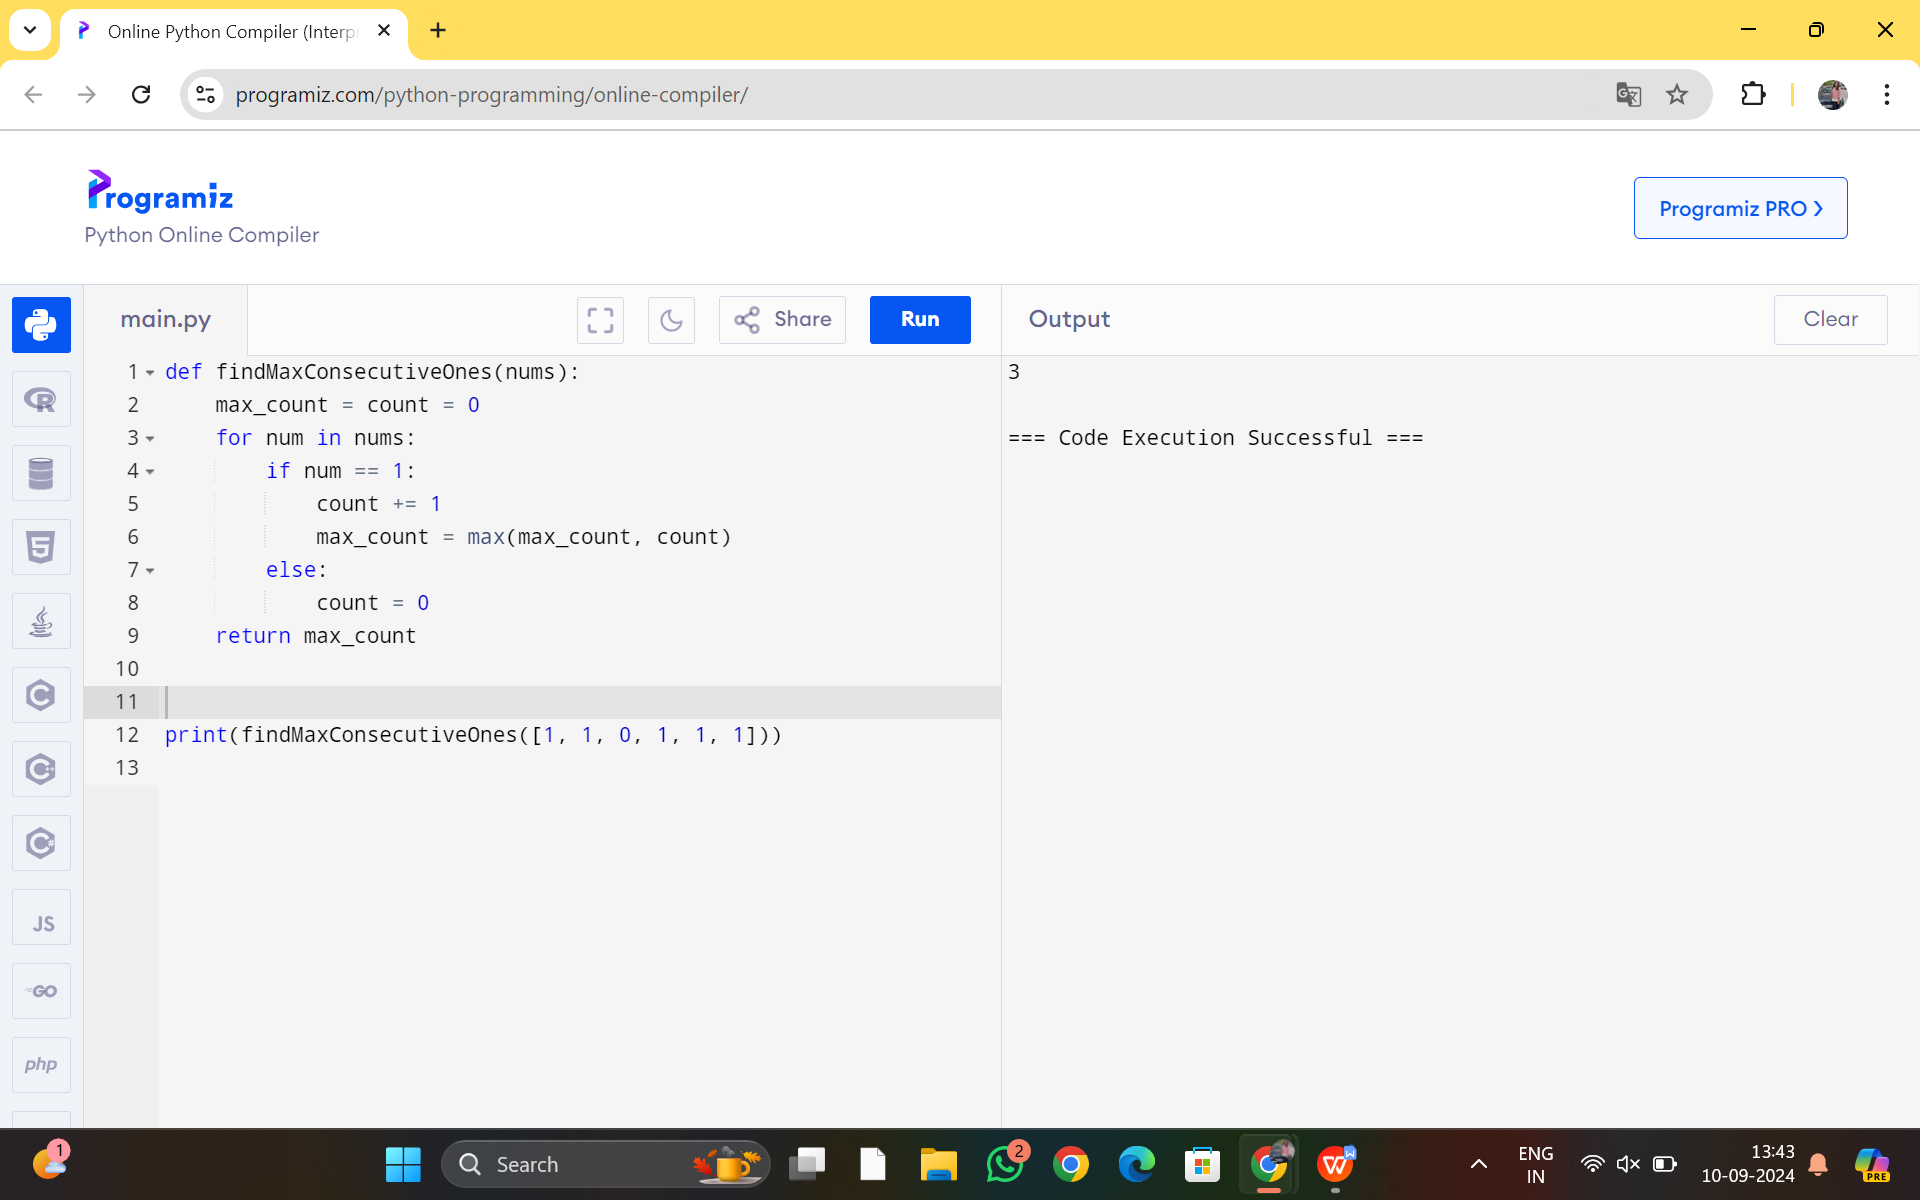 Online Python Compiler (Interp
programiz.com/python-programming/online-compiler/
Programiz
Python Online Compiler
Programiz PRO
main.py
Share
Run
Output
Clear
1 def findMaxConsecutiveOnes(nums):
2     max_count = count = 0
3     for num in nums:
4         if num == 1:
5             count += 1
6             max_count = max(max_count, count)
7         else:
8             count = 0
9     return max_count
10
11
12 print(findMaxConsecutiveOnes([1, 1, 0, 1, 1, 1]))
13
3
=== Code Execution Successful ===
R
5
C
C
C#
JS
GO
php
1
Search
2
W
W
ENG
IN
13:43
10-09-2024
PRE